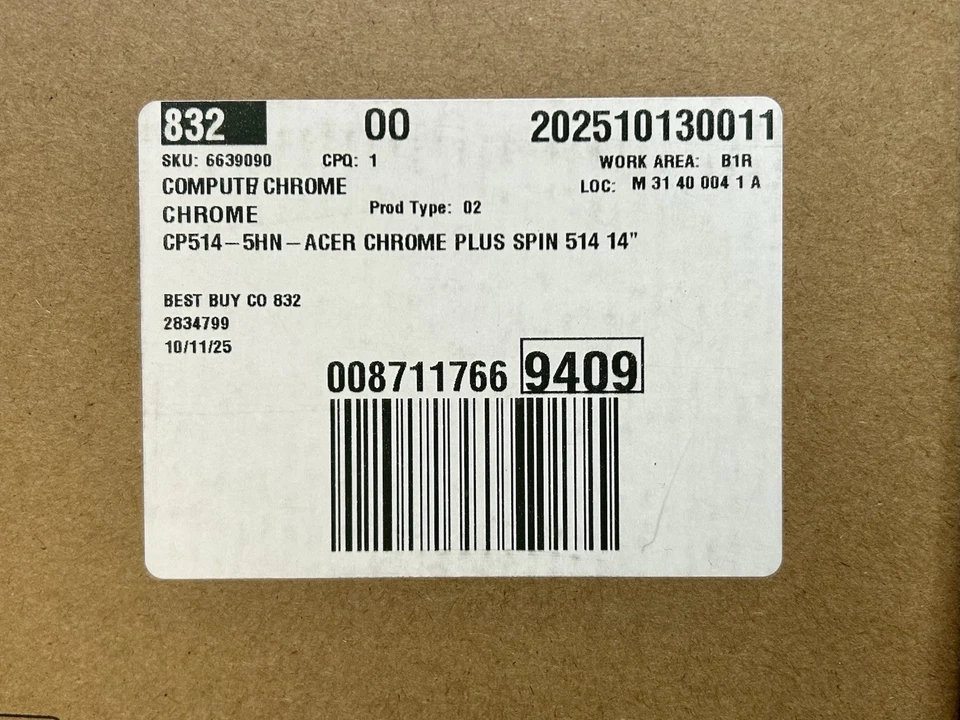 832 00 202510130011
SKU: 6639090 CPQ: 1 WORK AREA: B1R
COMPUTE/CHROME LOC: M 31 40 004 1 A
CHROME Prod Type: 02
CP514-5HN-ACER CHROME PLUS SPIN 514 14"
BEST BUY CO 832
2834799
10/11/25
008711766 9409